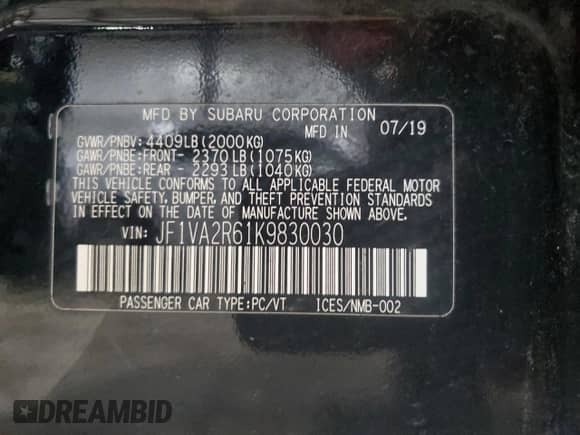 MFD BY SUBARU CORPORATION
MFD IN 07/19
GVWR/PNBV: 4409LB(2000KG)
GAWR/PNBE:FRONT- 2370LB(1075KG)
GAWR/PNBE:REAR - 2293LB(1040KG)
THIS VEHICLE CONFORMS TO ALL APPLICABLE FEDERAL MOTOR
VEHICLE SAFETY, BUMPER, AND THEFT PREVENTION STANDARDS
IN EFFECT ON THE DATE OF MANUFACTURE SHOWN ABOVE.
VIN: JF1VA2R61K9830030
PASSENGER CAR TYPE:PC/VT ICES/NMB-002
DREAMBID